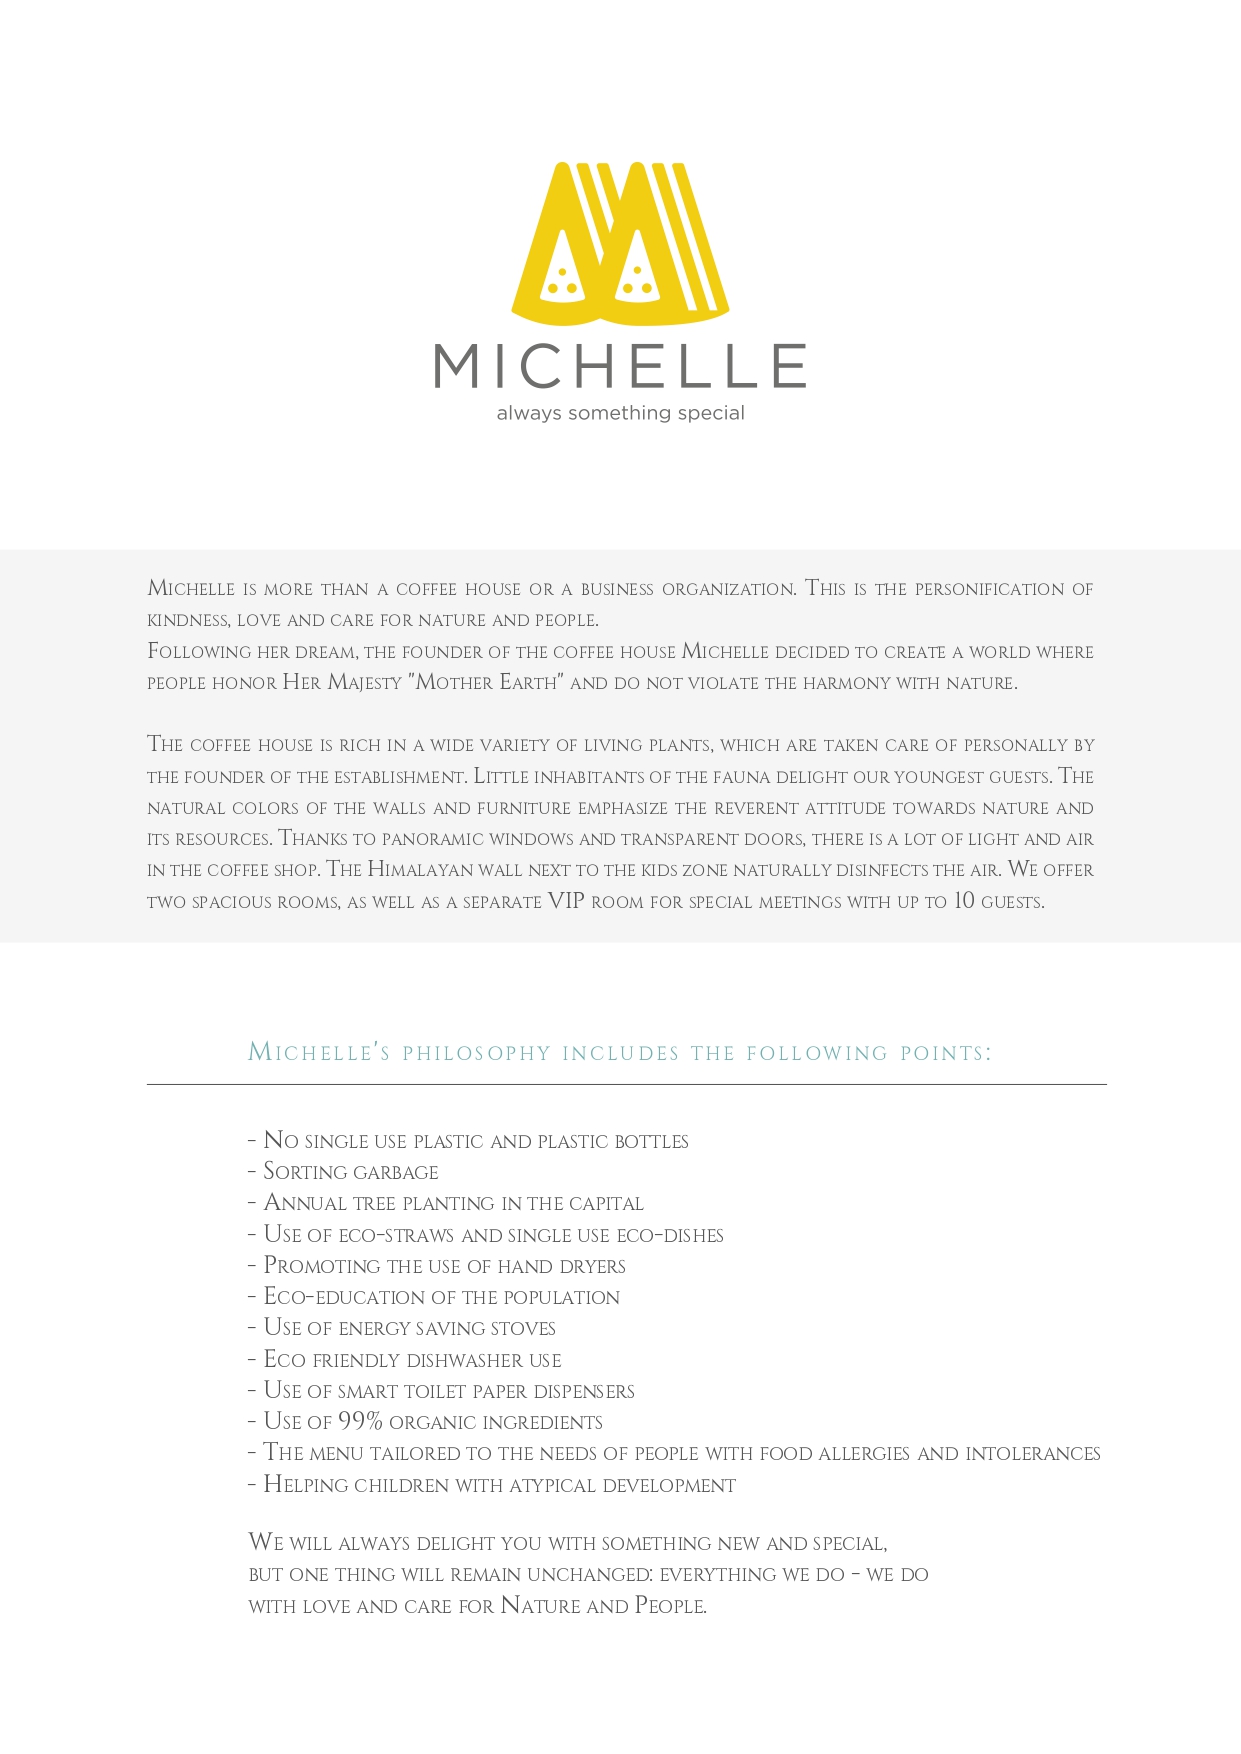 MICHELLE
always something special
Michelle is more than a coffee house or a business organization. This is the personification of
kindness, love and care for nature and people.
Following her dream, the founder of the coffee house Michelle decided to create a world where
people honor Her Majesty "Mother Earth" and do not violate the harmony with nature.
The coffee house is rich in a wide variety of living plants, which are taken care of personally by
the founder of the establishment. Little inhabitants of the fauna delight our youngest guests. The
natural colors of the walls and furniture emphasize the reverent attitude towards nature and
its resources. Thanks to panoramic windows and transparent doors, there is a lot of light and air
in the coffee shop. The Himalayan wall next to the kids zone naturally disinfects the air. We offer
two spacious rooms, as well as a separate VIP room for special meetings with up to 10 guests.
Michelle's philosophy includes the following points:
- No single use plastic and plastic bottles
- Sorting garbage
- Annual tree planting in the capital
- Use of eco-straws and single use eco-dishes
- Promoting the use of hand dryers
- Eco-education of the population
- Use of energy saving stoves
- Eco friendly dishwasher use
- Use of smart toilet paper dispensers
- Use of 99% organic ingredients
- The menu tailored to the needs of people with food allergies and intolerances
- Helping children with atypical development
We will always delight you with something new and special,
but one thing will remain unchanged: everything we do - we do
with love and care for Nature and People.